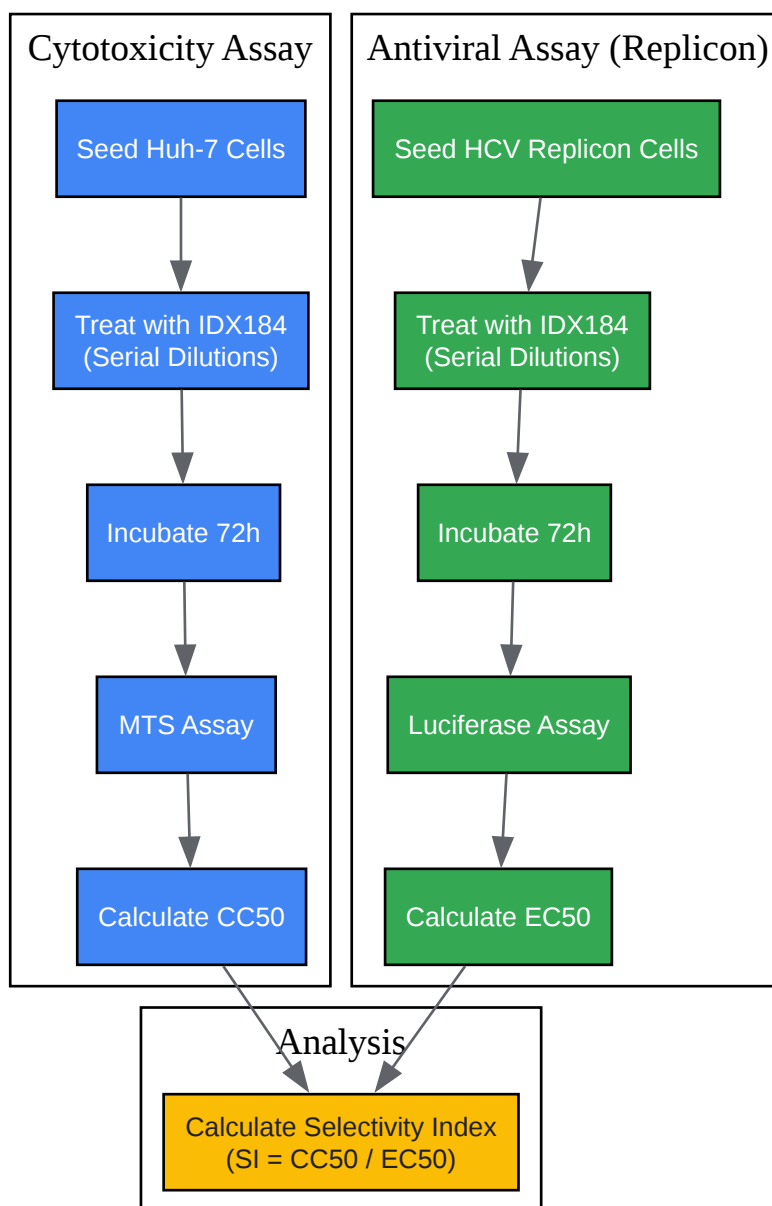 Cytotoxicity Assay
Seed Huh-7 Cells
Treat with IDX184
(Serial Dilutions)
Incubate 72h
MTS Assay
Calculate CC50
Antiviral Assay (Replicon)
Seed HCV Replicon Cells
Treat with IDX184
(Serial Dilutions)
Incubate 72h
Luciferase Assay
Calculate EC50
Analysis
Calculate Selectivity Index
(SI = CC50 / EC50)